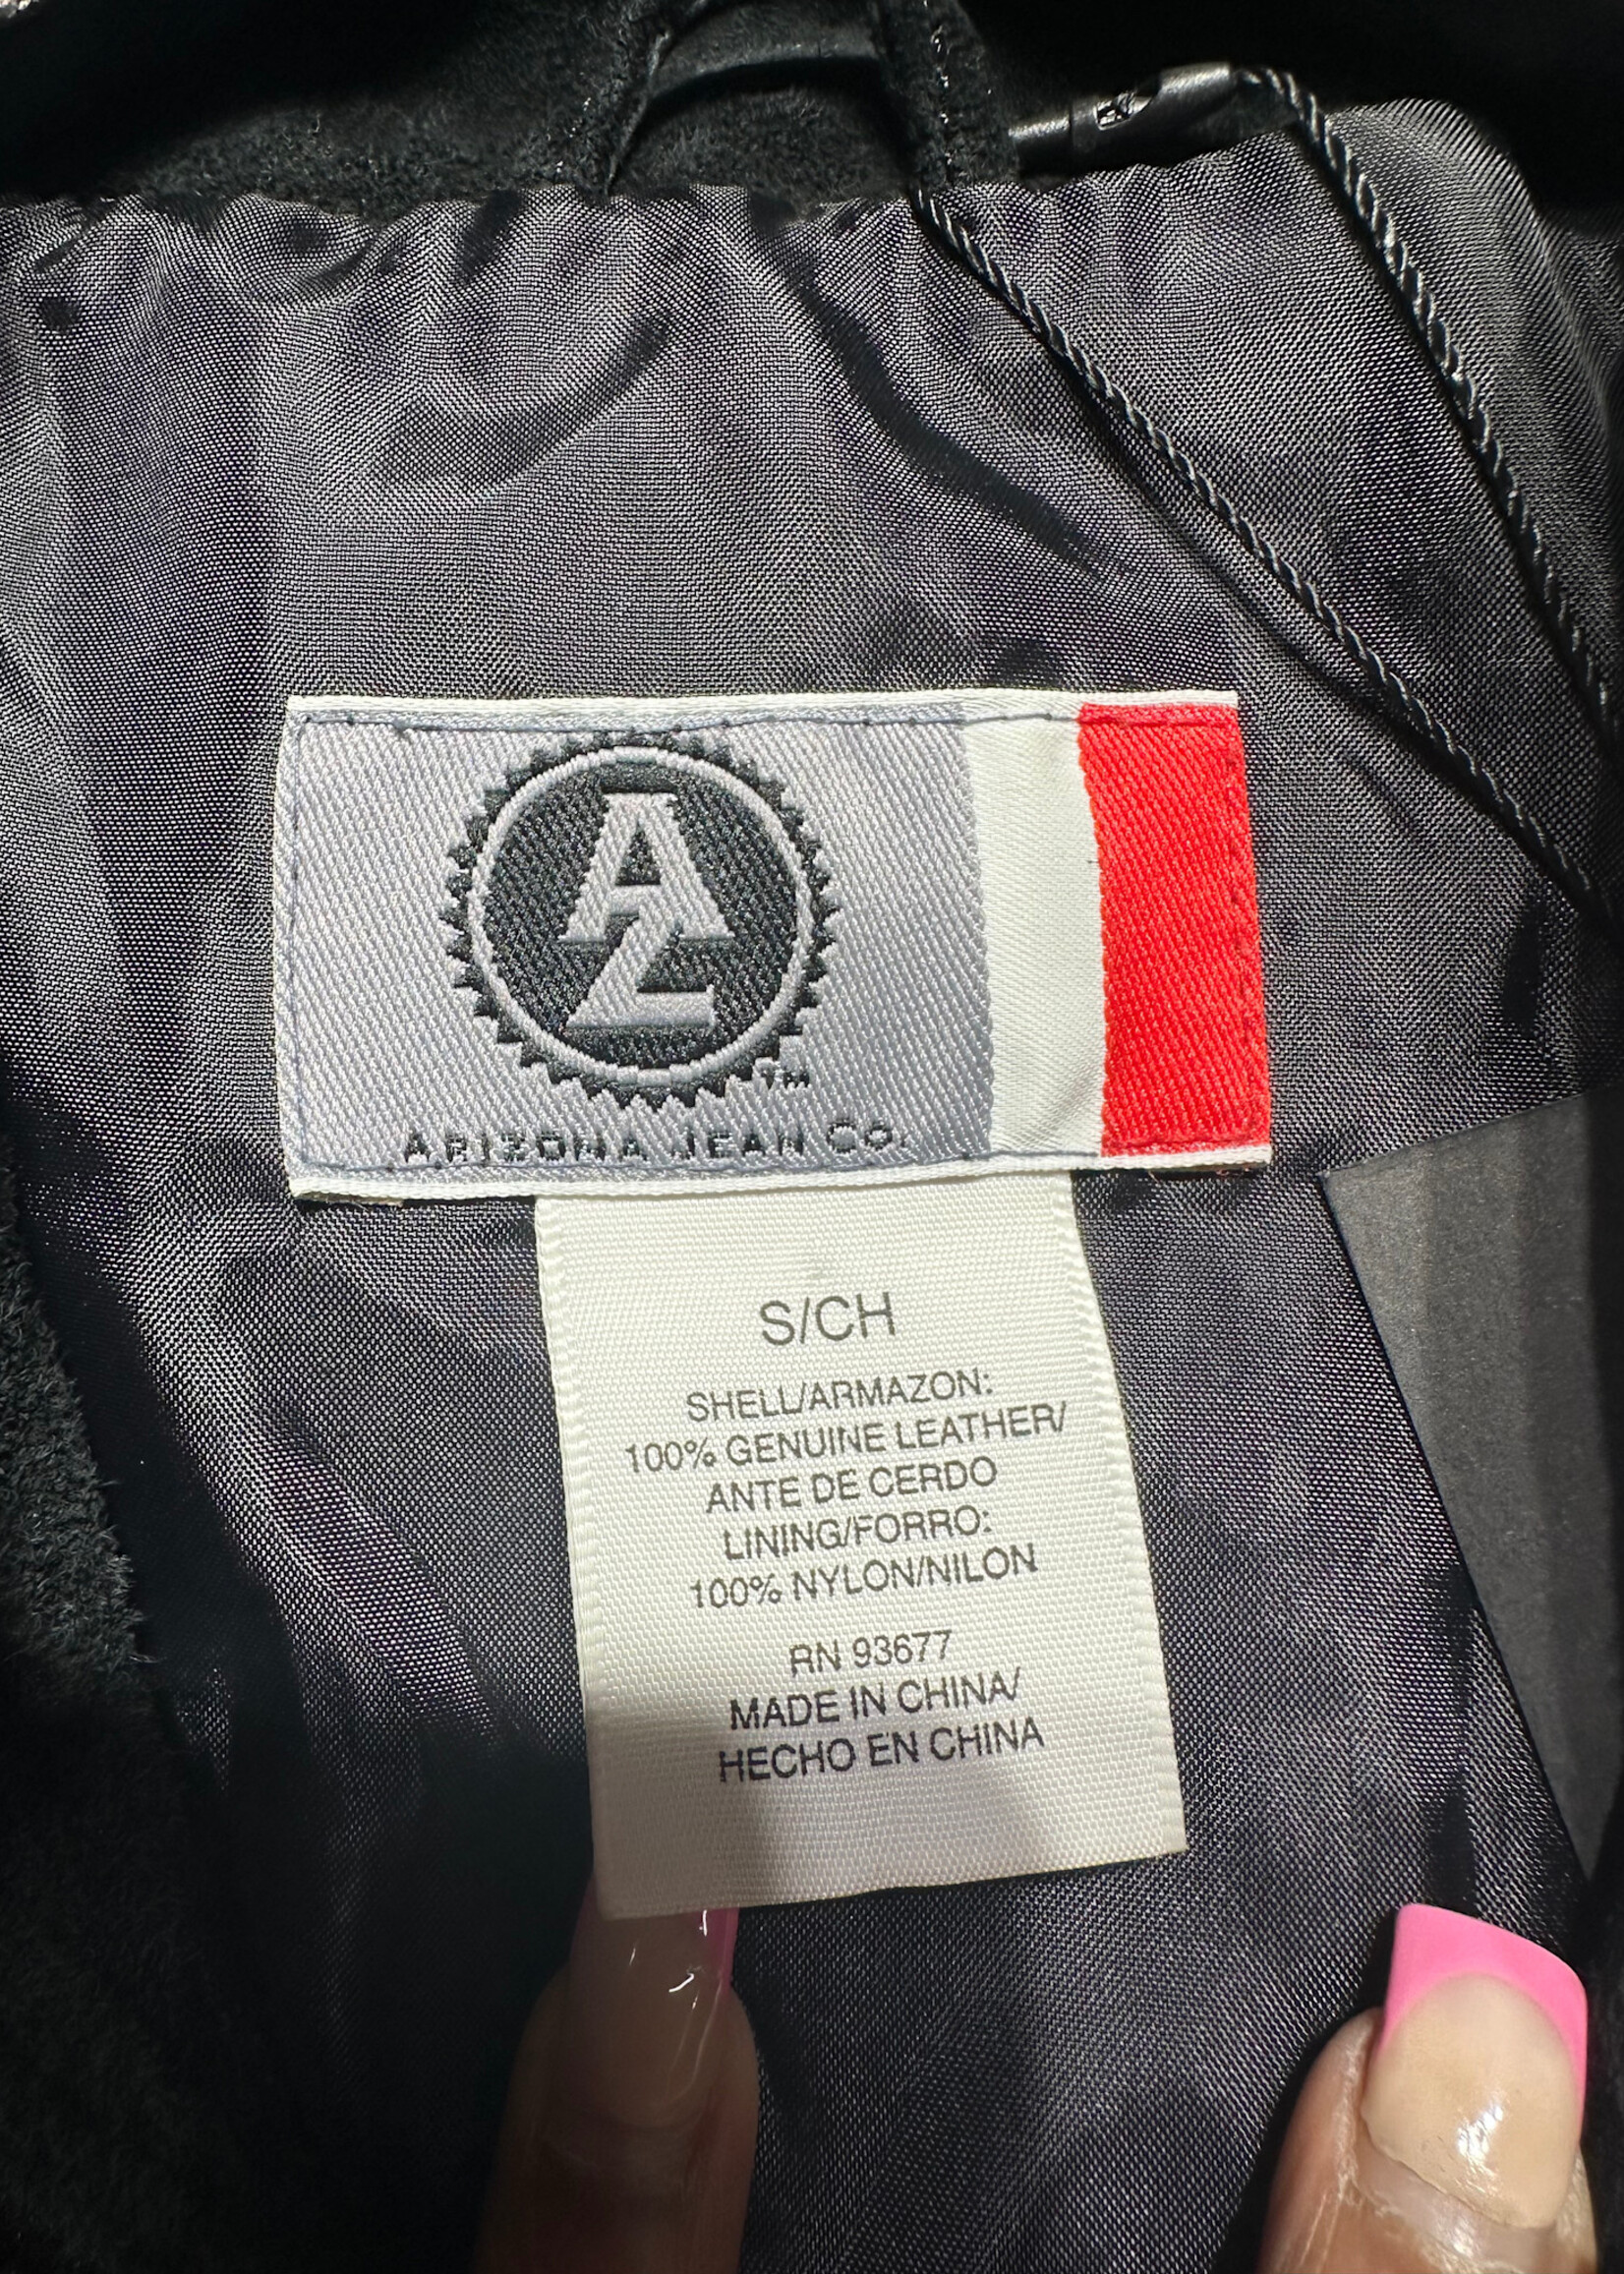 AZ
TM
ARIZONA JEAN CO.
S/CH
SHELL/ARMAZON:
100% GENUINE LEATHER/
ANTE DE CERDO
LINING/FORRO:
100% NYLON/NILON
RN 93677
MADE IN CHINA/
HECHO EN CHINA